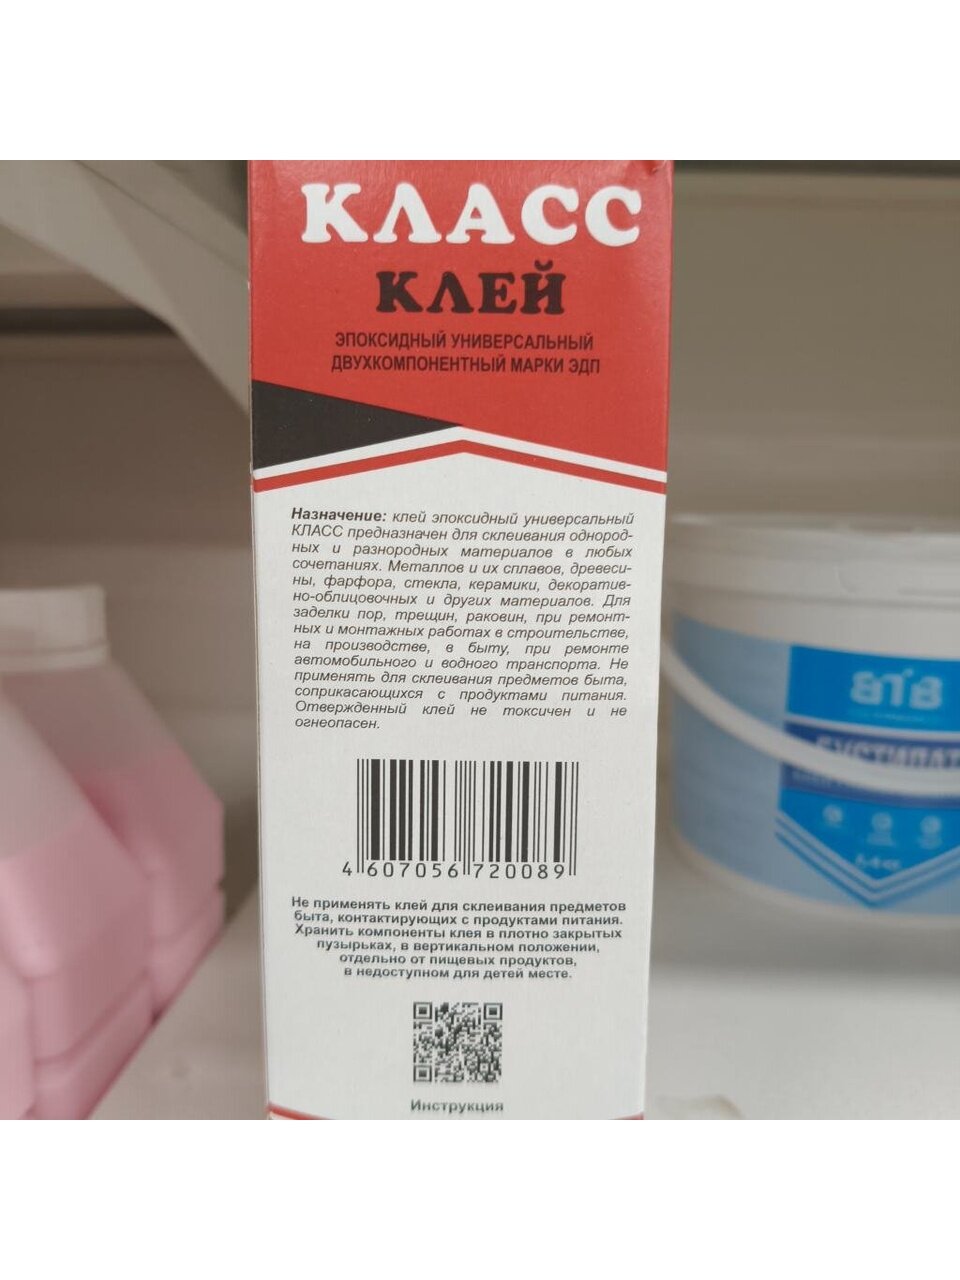 КЛАСС
КЛЕЙ
ЭПОКСИДНЫЙ УНИВЕРСАЛЬНЫЙ
ДВУХКОМПОНЕНТНЫЙ МАРКИ ЭДП
Назначение: клей эпоксидный универсальный
КЛАСС предназначен для склеивания однород-
ных и разнородных материалов в любых
сочетаниях. Металлов и их сплавов, древеси-
ны, фарфора, стекла, керамики, декоратив-
но-облицовочных и других материалов. Для
заделки пор, трещин, раковин, при ремонт-
ных и монтажных работах в строительстве,
на производстве, в быту, при ремонте
автомобильного и водного транспорта. Не
применять для склеивания предметов быта,
соприкасающихся с продуктами питания.
Отвержденный клей не токсичен и не
огнеопасен.
4 607056 720089
Не применять клей для склеивания предметов
быта, контактирующих с продуктами питания.
Хранить компоненты клея в плотно закрытых
пузырьках, в вертикальном положении,
отдельно от пищевых продуктов,
в недоступном для детей месте.
Инструкция